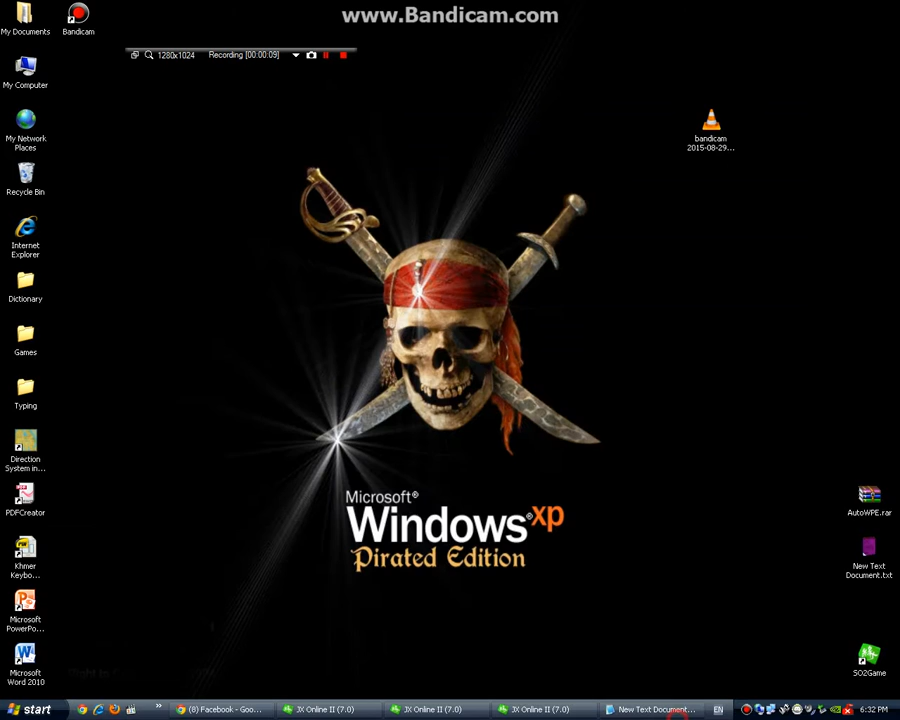 www.Bandicam.com
My Documents
Bandicam
1280x1024
Recording [00:00:09]
My Computer
My Network
Places
Recycle Bin
Internet
Explorer
Dictionary
Games
Typing
Direction
System in...
PDFCreator
Khmer
Keybo...
Microsoft
PowerPo...
Microsoft
Word 2010
bandicam
2015-08-29...
Microsoft®
Windows® xp
Pirated Edition
AutoWPE.rar
New Text
Document.txt
SO2Game
start
(8) Facebook - Goo...
JX Online II (7.0)
JX Online II (7.0)
JX Online II (7.0)
New Text Document...
EN
6:32 PM